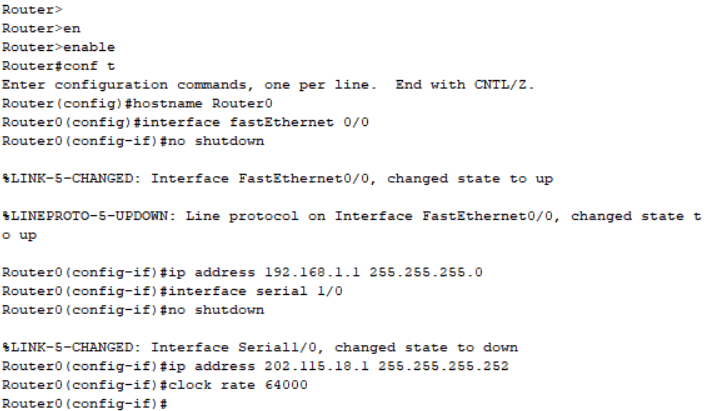 Router>
Router>en
Router>enable
Router#conf t
Enter configuration commands, one per line.  End with CNTL/Z.
Router(config)#hostname Router0
Router0(config)#interface fastEthernet 0/0
Router0(config-if)#no shutdown
%LINK-5-CHANGED: Interface FastEthernet0/0, changed state to up
%LINEPROTO-5-UPDOWN: Line protocol on Interface FastEthernet0/0, changed state t
o up
Router0(config-if)#ip address 192.168.1.1 255.255.255.0
Router0(config-if)#interface serial 1/0
Router0(config-if)#no shutdown
%LINK-5-CHANGED: Interface Serial1/0, changed state to down
Router0(config-if)#ip address 202.115.18.1 255.255.255.252
Router0(config-if)#clock rate 64000
Router0(config-if)#